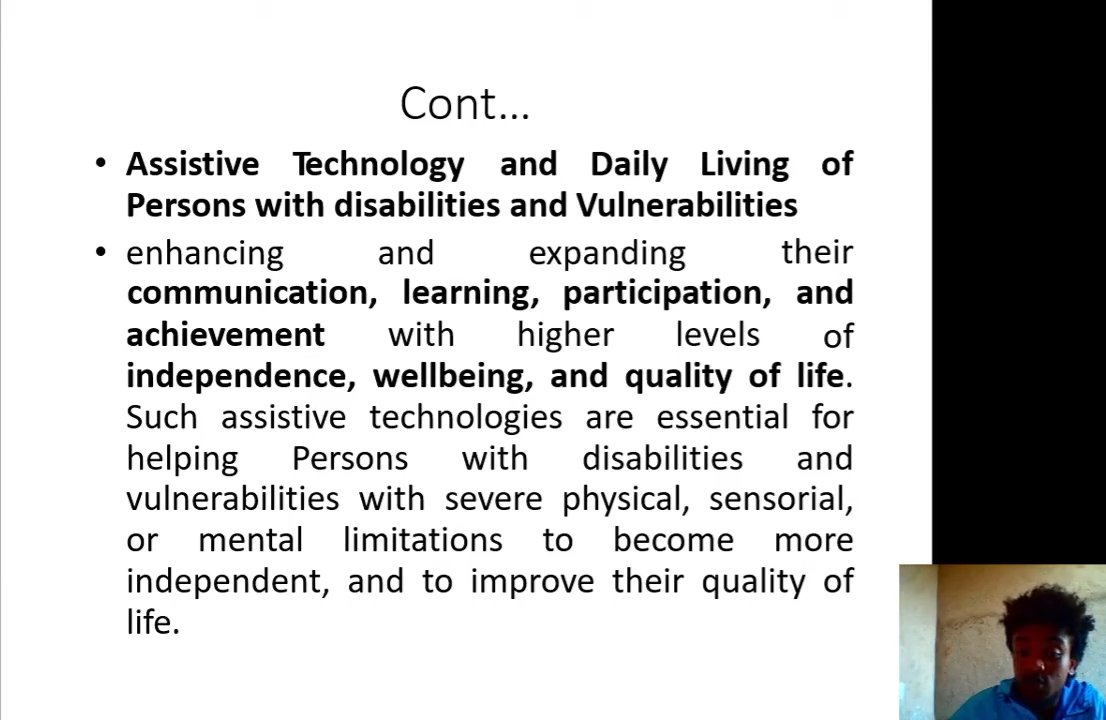 Cont...
• Assistive Technology and Daily Living of
Persons with disabilities and Vulnerabilities
• enhancing and expanding their
communication, learning, participation, and
achievement with higher levels of
independence, wellbeing, and quality of life.
Such assistive technologies are essential for
helping Persons with disabilities and
vulnerabilities with severe physical, sensorial,
or mental limitations to become more
independent, and to improve their quality of
life.